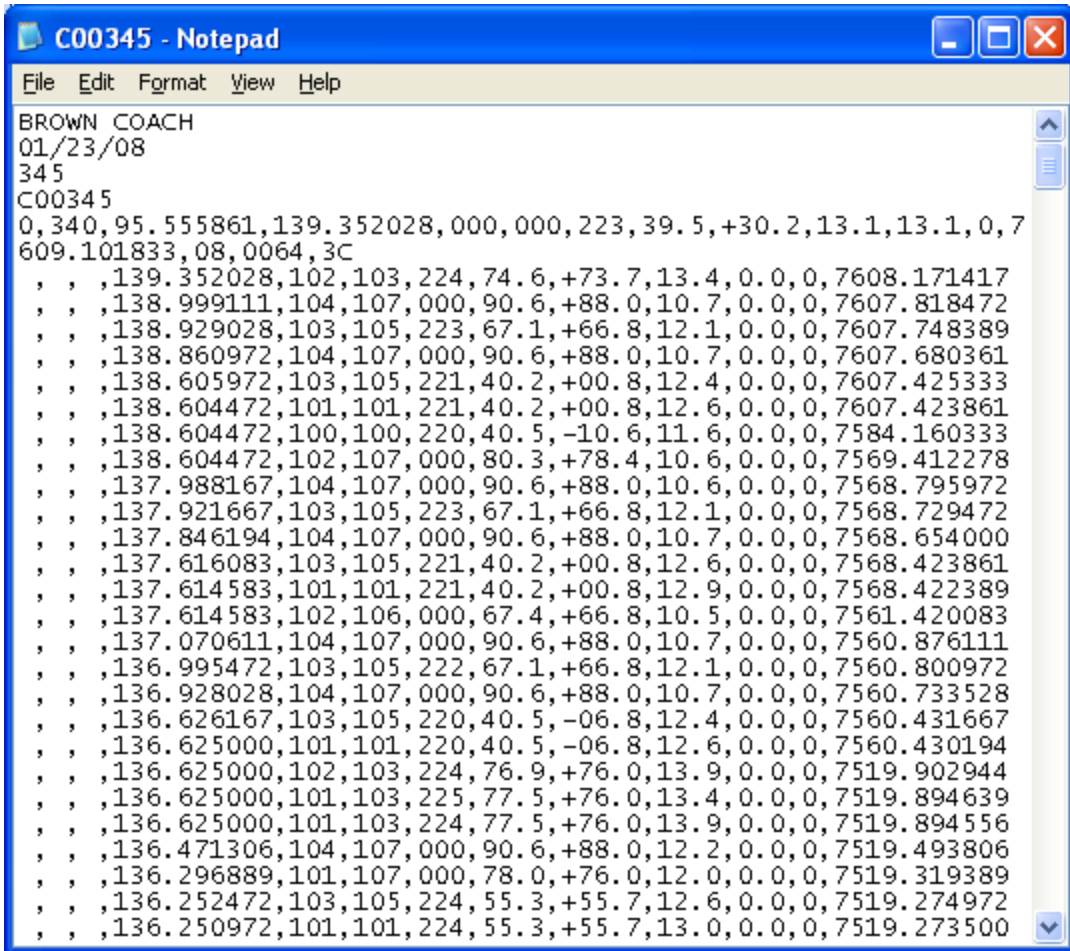 C00345 - Notepad
File Edit Format View Help
BROWN COACH
01/23/08
345
C00345
0,340,95.555861,139.352028,000,000,223,39.5,+30.2,13.1,13.1,0,7
609.101833,08,0064,3C
 , , ,139.352028,102,103,224,74.6,+73.7,13.4,0.0,0,7608.171417
 , , ,138.999111,104,107,000,90.6,+88.0,10.7,0.0,0,7607.818472
 , , ,138.929028,103,105,223,67.1,+66.8,12.1,0.0,0,7607.748389
 , , ,138.860972,104,107,000,90.6,+88.0,10.7,0.0,0,7607.680361
 , , ,138.605972,103,105,221,40.2,+00.8,12.4,0.0,0,7607.425333
 , , ,138.604472,101,101,221,40.2,+00.8,12.6,0.0,0,7607.423861
 , , ,138.604472,100,100,220,40.5,-10.6,11.6,0.0,0,7584.160333
 , , ,138.604472,102,107,000,80.3,+78.4,10.6,0.0,0,7569.412278
 , , ,137.988167,104,107,000,90.6,+88.0,10.6,0.0,0,7568.795972
 , , ,137.921667,103,105,223,67.1,+66.8,12.1,0.0,0,7568.729472
 , , ,137.846194,104,107,000,90.6,+88.0,10.7,0.0,0,7568.654000
 , , ,137.616083,103,105,221,40.2,+00.8,12.6,0.0,0,7568.423861
 , , ,137.614583,101,101,221,40.2,+00.8,12.9,0.0,0,7568.422389
 , , ,137.614583,102,106,000,67.4,+66.8,10.5,0.0,0,7561.420083
 , , ,137.070611,104,107,000,90.6,+88.0,10.7,0.0,0,7560.876111
 , , ,136.995472,103,105,222,67.1,+66.8,12.1,0.0,0,7560.800972
 , , ,136.928028,104,107,000,90.6,+88.0,10.7,0.0,0,7560.733528
 , , ,136.626167,103,105,220,40.5,-06.8,12.4,0.0,0,7560.431667
 , , ,136.625000,101,101,220,40.5,-06.8,12.6,0.0,0,7560.430194
 , , ,136.625000,102,103,224,76.9,+76.0,13.9,0.0,0,7519.902944
 , , ,136.625000,101,103,225,77.5,+76.0,13.4,0.0,0,7519.894639
 , , ,136.625000,101,103,224,77.5,+76.0,13.9,0.0,0,7519.894556
 , , ,136.471306,104,107,000,90.6,+88.0,12.2,0.0,0,7519.493806
 , , ,136.296889,101,107,000,78.0,+76.0,12.0,0.0,0,7519.319389
 , , ,136.252472,103,105,224,55.3,+55.7,12.6,0.0,0,7519.274972
 , , ,136.250972,101,101,224,55.3,+55.7,13.0,0.0,0,7519.273500